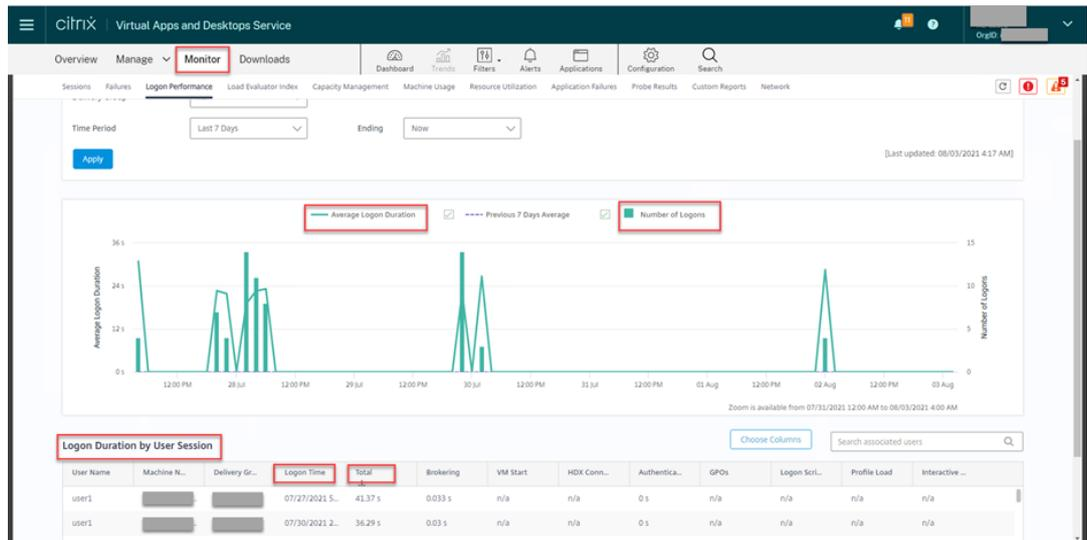 citrix | Virtual Apps and Desktops Service
11
OrgID:
Overview Manage Monitor Downloads
Dashboard Trends Filters Alerts Applications Configuration Search
Sessions Failures Logon Performance Load Evaluator Index Capacity Management Machine Usage Resource Utilization Application Failures Probe Results Custom Reports Network
5
Time Period Last 7 Days Ending Now
Apply
[Last updated: 08/03/2021 4:17 AM]
Average Logon Duration Previous 7 Days Average Number of Logons
36 s 15
24 s 10
12 s 5
0 s 0
Average Logon Duration
Number of Logons
12:00 PM 28 Jul 12:00 PM 29 Jul 12:00 PM 30 Jul 12:00 PM 31 Jul 12:00 PM 01 Aug 12:00 PM 02 Aug 12:00 PM 03 Aug
Zoom is available from 07/31/2021 12:00 AM to 08/03/2021 4:00 AM
Logon Duration by User Session
Choose Columns
Search associated users
User Name Machine N... Delivery Gr... Logon Time Total Brokering VM Start HDX Conn... Authentica... GPOs Logon Scri... Profile Load Interactive ...
user1 07/27/2021 5... 41.37 s 0.033 s n/a n/a 0 s n/a n/a n/a n/a
user1 07/30/2021 2... 36.29 s 0.03 s n/a n/a 0 s n/a n/a n/a n/a